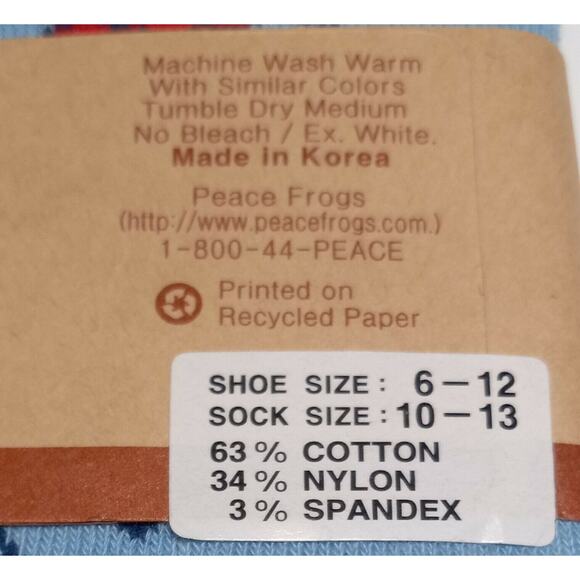 Machine Wash Warm
With Similar Colors
Tumble Dry Medium
No Bleach / Ex. White.
Made in Korea
Peace Frogs
(http://www.peacefrogs.com.)
1-800-44-PEACE
Printed on
Recycled Paper
SHOE SIZE: 6-12
SOCK SIZE: 10-13
63% COTTON
34% NYLON
3% SPANDEX